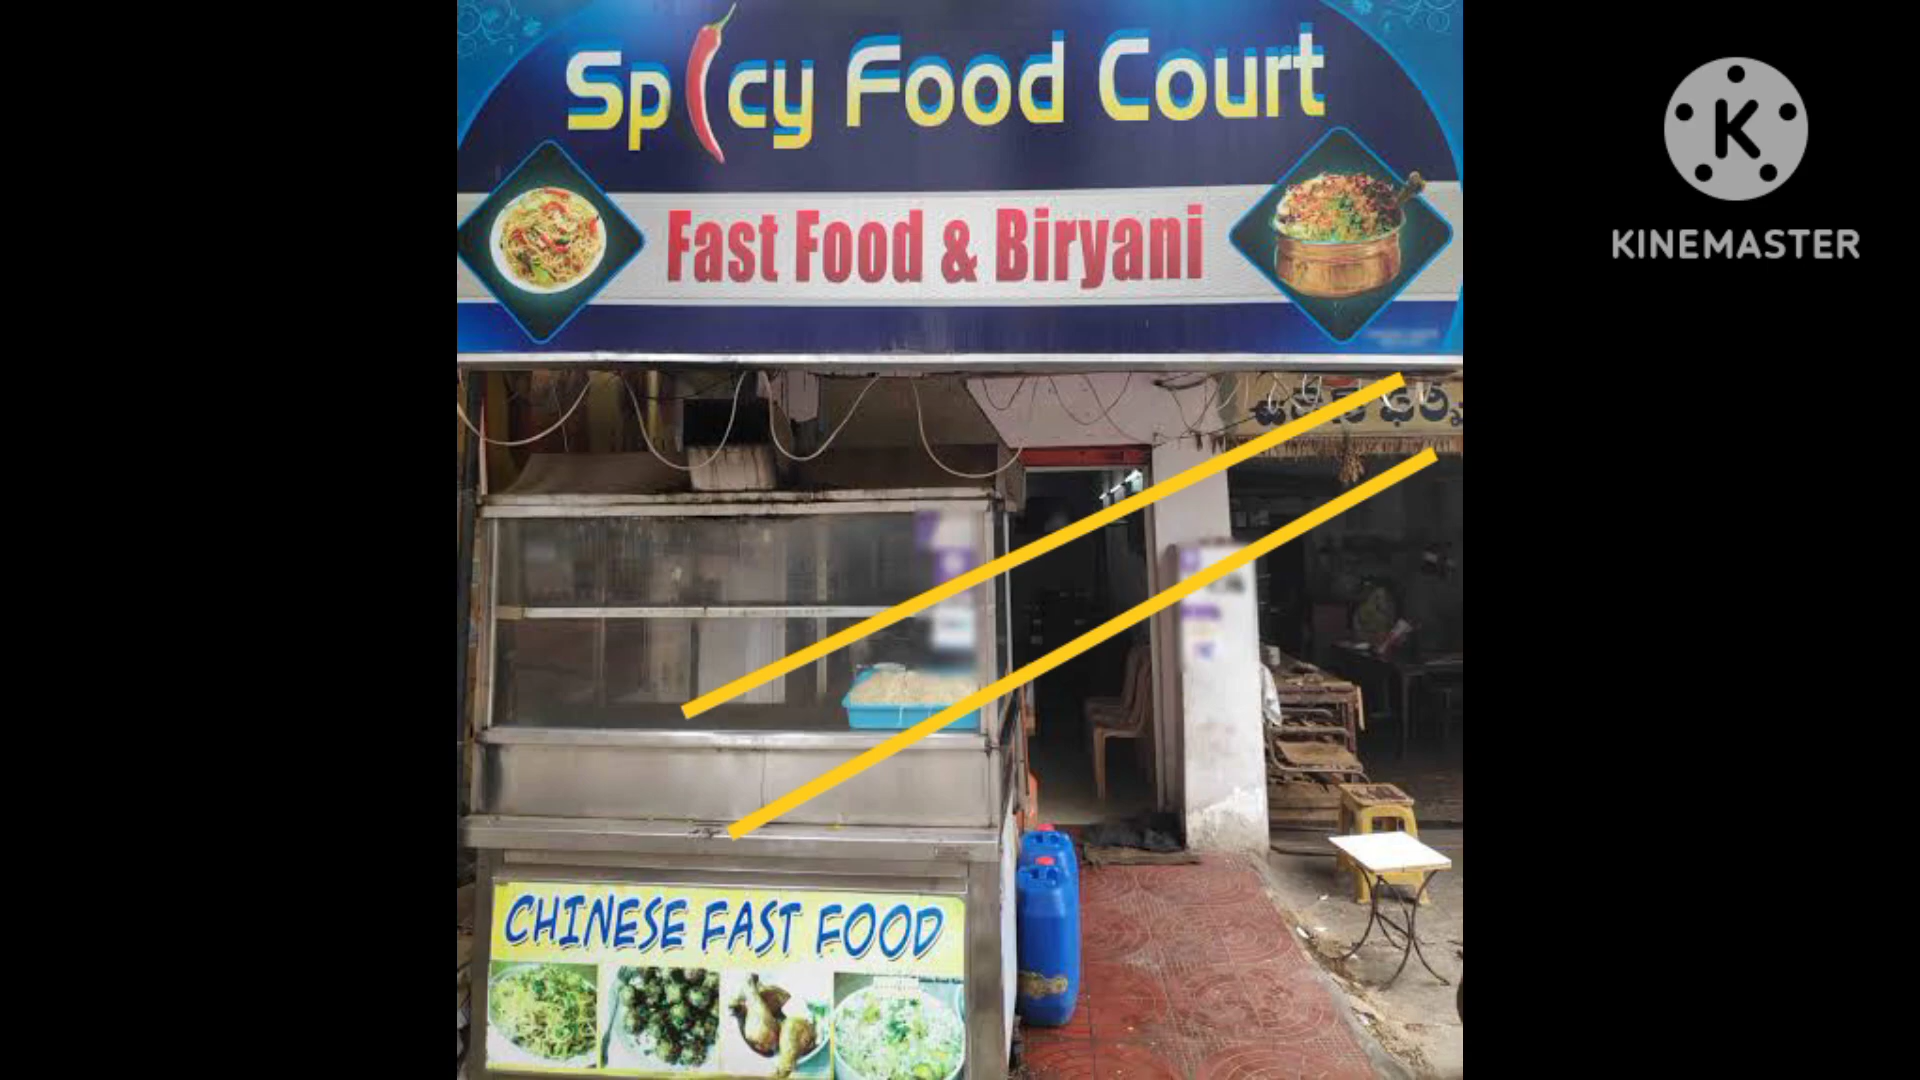 Spicy Food Court
Fast Food & Biryani
K
KINEMASTER
CHINESE FAST FOOD